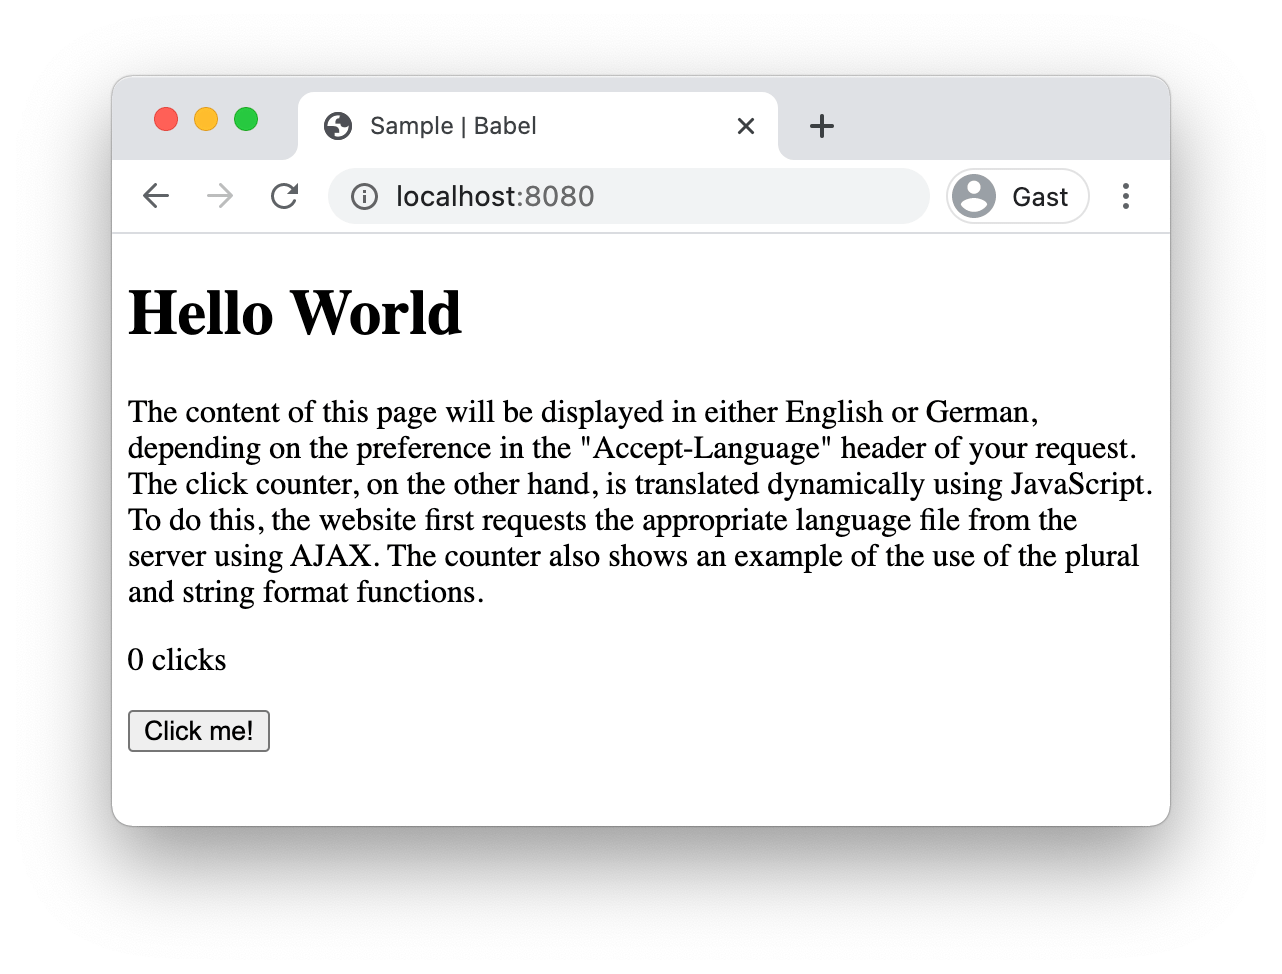 Sample | Babel
localhost:8080
Gast
Hello World
The content of this page will be displayed in either English or German,
depending on the preference in the "Accept-Language" header of your request.
The click counter, on the other hand, is translated dynamically using JavaScript.
To do this, the website first requests the appropriate language file from the
server using AJAX. The counter also shows an example of the use of the plural
and string format functions.
0 clicks
Click me!